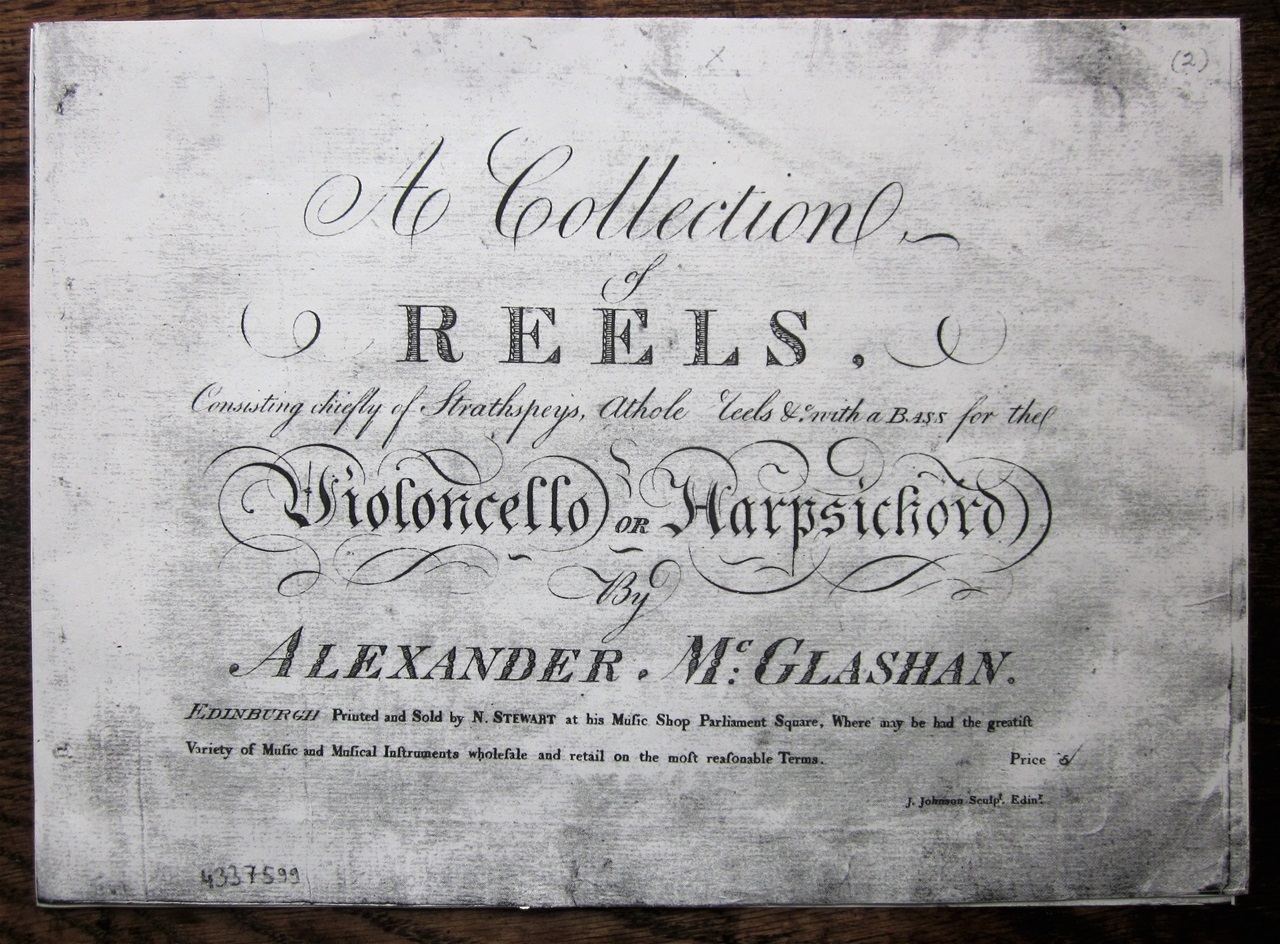 (2)
A Collection
of
REELS,
Consisting chiefly of Strathspeys, Athole Reels &c. with a BASS for the
Violoncello OR Harpsichord
By
ALEXANDER. Mc. GLASHAN.
EDINBURGH Printed and Sold by N. STEWART at his Muſic Shop Parliament Square, Where may be had the greatiſt
Variety of Muſic and Muſical Inſtruments wholeſale and retail on the moſt reaſonable Terms. Price 5/
J. Johnson Sculpt. Edinr.
4337599